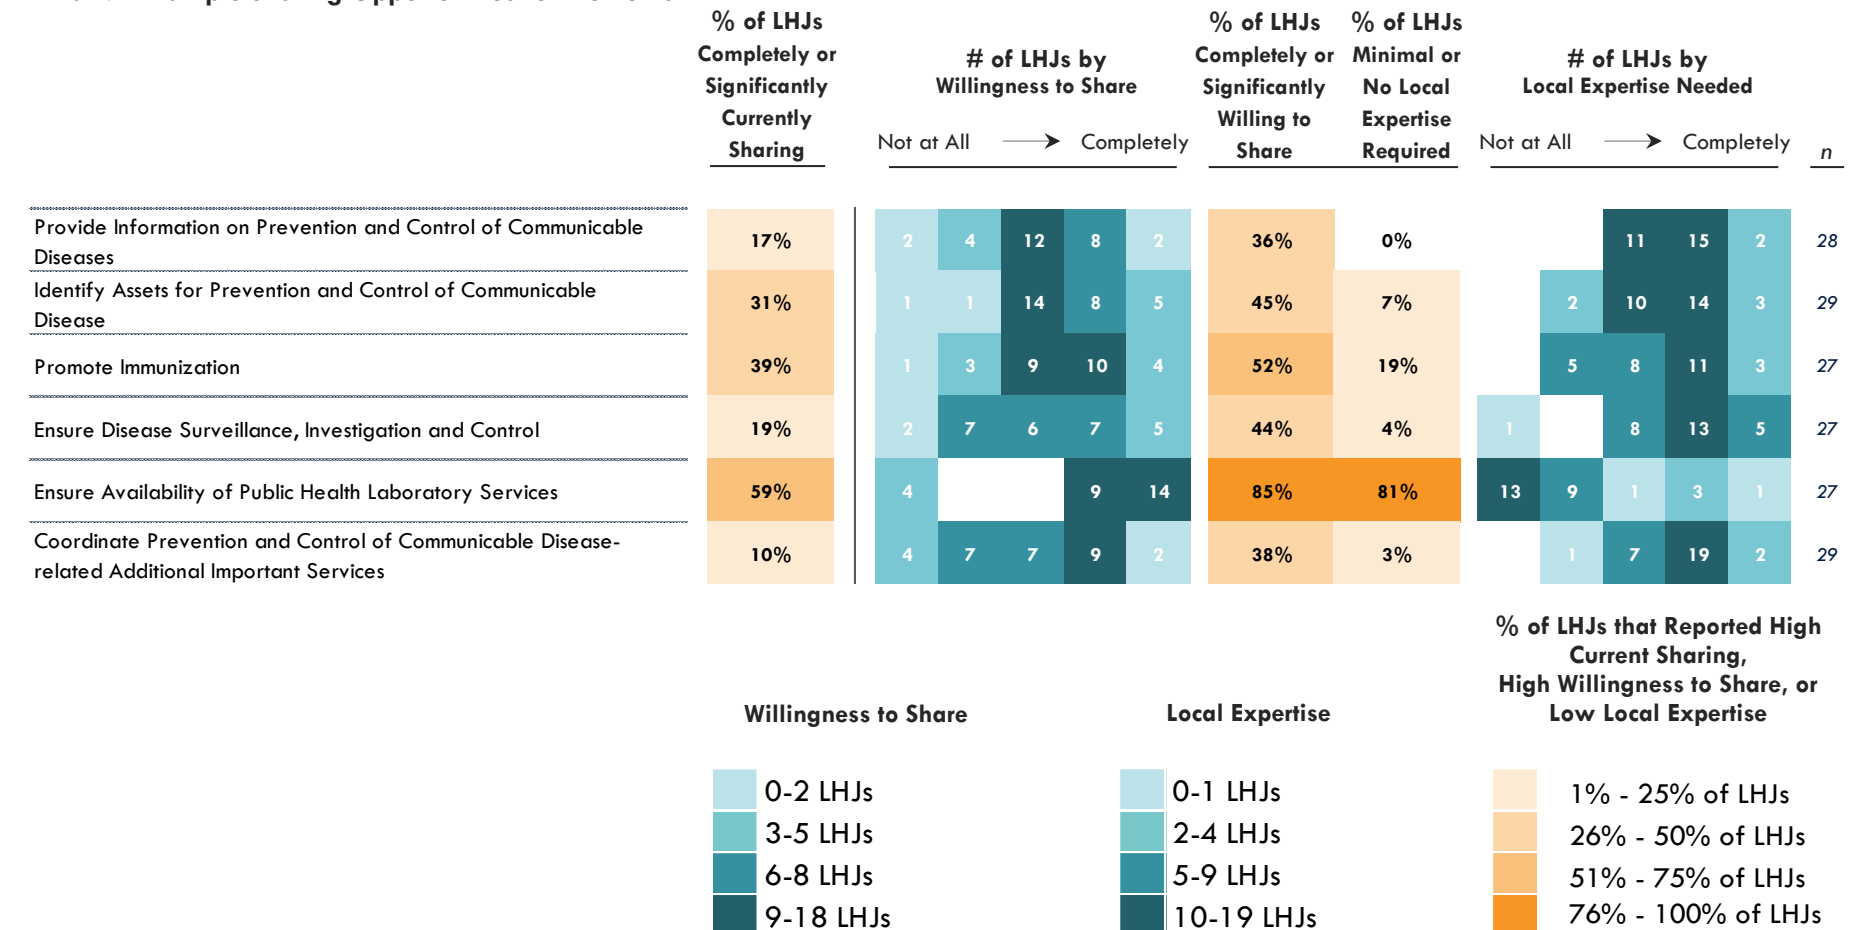 % of LHJs
Completely or
Significantly
Currently
Sharing
# of LHJs by
Willingness to Share
Not at All
Completely
% of LHJs
Completely or
Significantly
Willing to
Share
% of LHJs
Minimal or
No Local
Expertise
Required
# of LHJs by
Local Expertise Needed
Not at All
Completely
n
Provide Information on Prevention and Control of Communicable
Diseases
17% 2 4 12 8 2 36% 0% 11 15 2 28
Identify Assets for Prevention and Control of Communicable
Disease
31% 1 1 14 8 5 45% 7% 2 10 14 3 29
Promote Immunization
39% 1 3 9 10 4 52% 19% 5 8 11 3 27
Ensure Disease Surveillance, Investigation and Control
19% 2 7 6 7 5 44% 4% 1 8 13 5 27
Ensure Availability of Public Health Laboratory Services
59% 4 9 14 85% 81% 13 9 1 3 1 27
Coordinate Prevention and Control of Communicable Disease-
related Additional Important Services
10% 4 7 7 9 2 38% 3% 1 7 19 2 29
Willingness to Share
0-2 LHJs
3-5 LHJs
6-8 LHJs
9-18 LHJs
Local Expertise
0-1 LHJs
2-4 LHJs
5-9 LHJs
10-19 LHJs
% of LHJs that Reported High
Current Sharing,
High Willingness to Share, or
Low Local Expertise
1% - 25% of LHJs
26% - 50% of LHJs
51% - 75% of LHJs
76% - 100% of LHJs